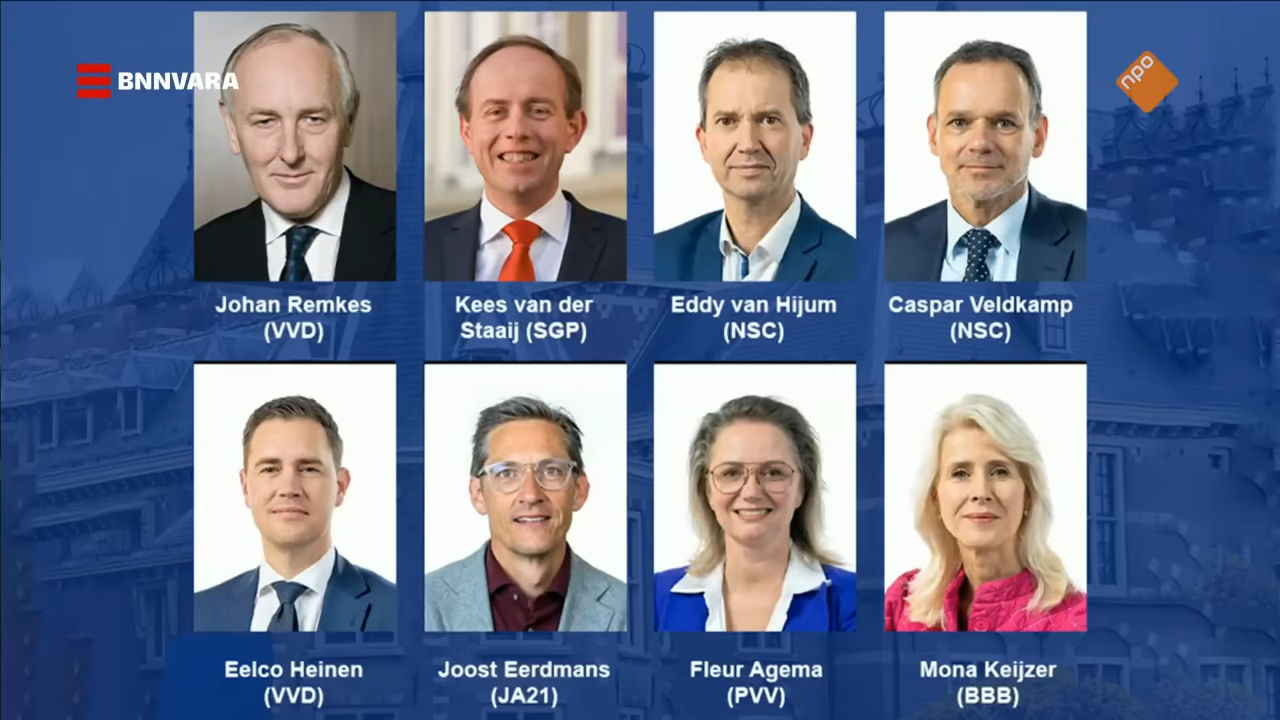 BNNVARA
npo
Johan Remkes
(VVD)
Kees van der
Staaij (SGP)
Eddy van Hijum
(NSC)
Caspar Veldkamp
(NSC)
Eelco Heinen
(VVD)
Joost Eerdmans
(JA21)
Fleur Agema
(PVV)
Mona Keijzer
(BBB)